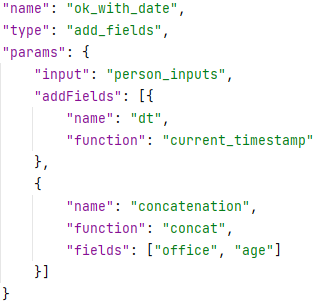 "name": "ok_with_date",
"type": "add_fields",
"params": {
"input": "person_inputs",
"addFields": [{
"name": "dt",
"function": "current_timestamp"
},
{
"name": "concatenation",
"function": "concat",
"fields": ["office", "age"]
}]
}